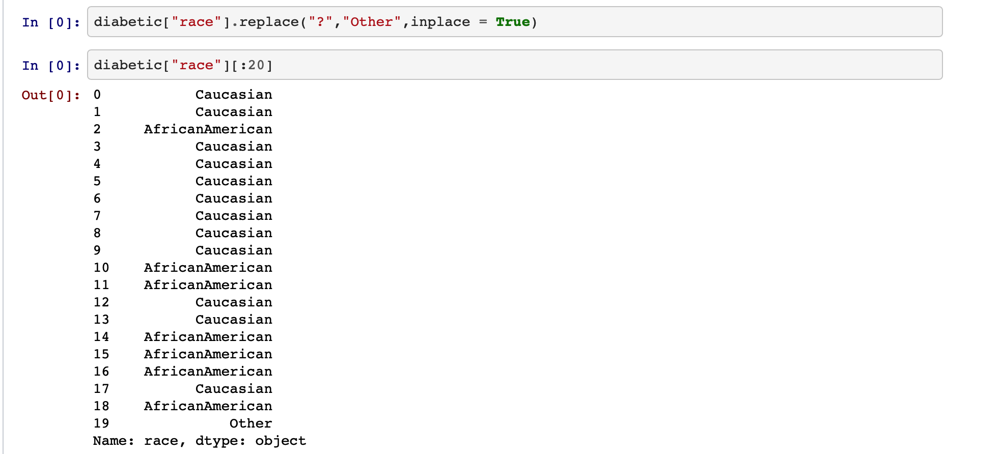 In [0]: diabetic["race"].replace("?","Other",inplace = True)
In [0]: diabetic["race"][:20]
Out[0]: 0 Caucasian
1 Caucasian
2 AfricanAmerican
3 Caucasian
4 Caucasian
5 Caucasian
6 Caucasian
7 Caucasian
8 Caucasian
9 Caucasian
10 AfricanAmerican
11 AfricanAmerican
12 Caucasian
13 Caucasian
14 AfricanAmerican
15 AfricanAmerican
16 AfricanAmerican
17 Caucasian
18 AfricanAmerican
19 Other
Name: race, dtype: object